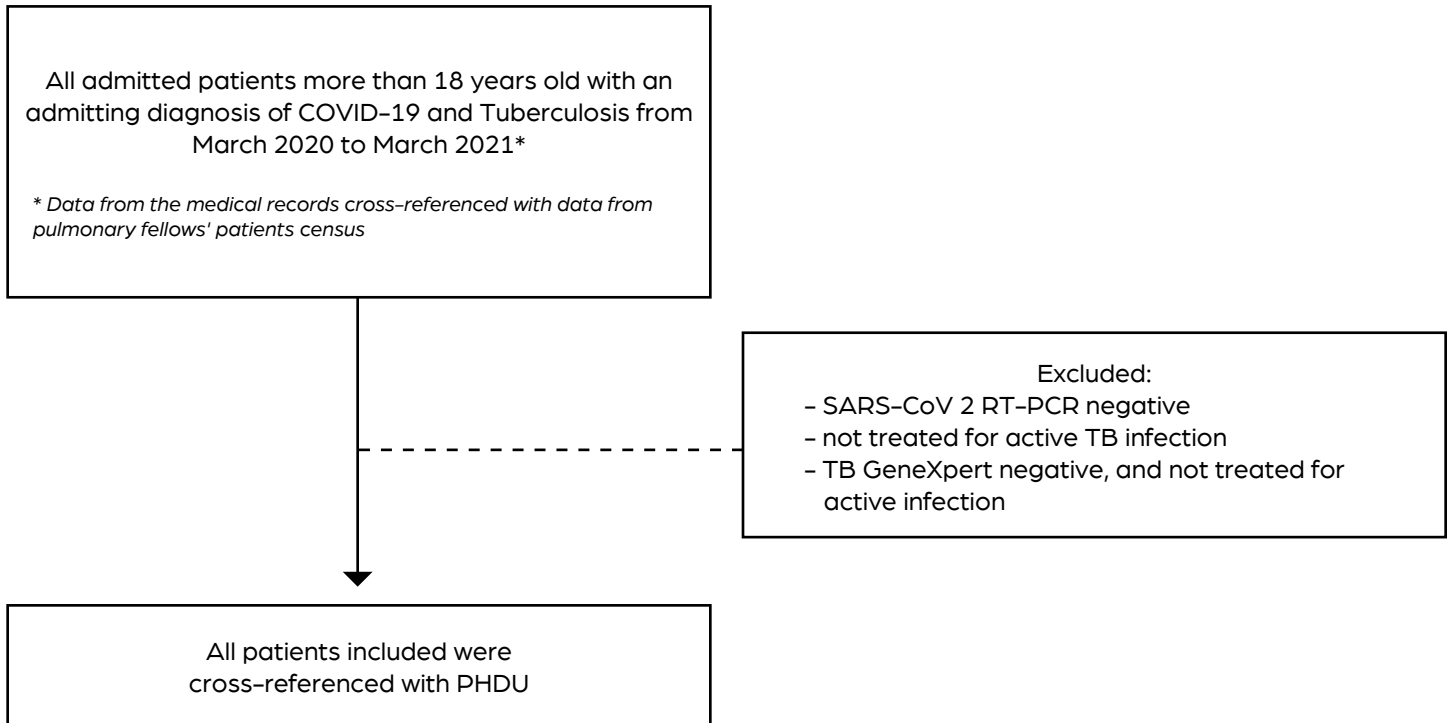 All admitted patients more than 18 years old with an
admitting diagnosis of COVID-19 and Tuberculosis from
March 2020 to March 2021*
* Data from the medical records cross-referenced with data from
pulmonary fellows' patients census
Excluded:
- SARS-CoV 2 RT-PCR negative
- not treated for active TB infection
- TB GeneXpert negative, and not treated for
active infection
All patients included were
cross-referenced with PHDU